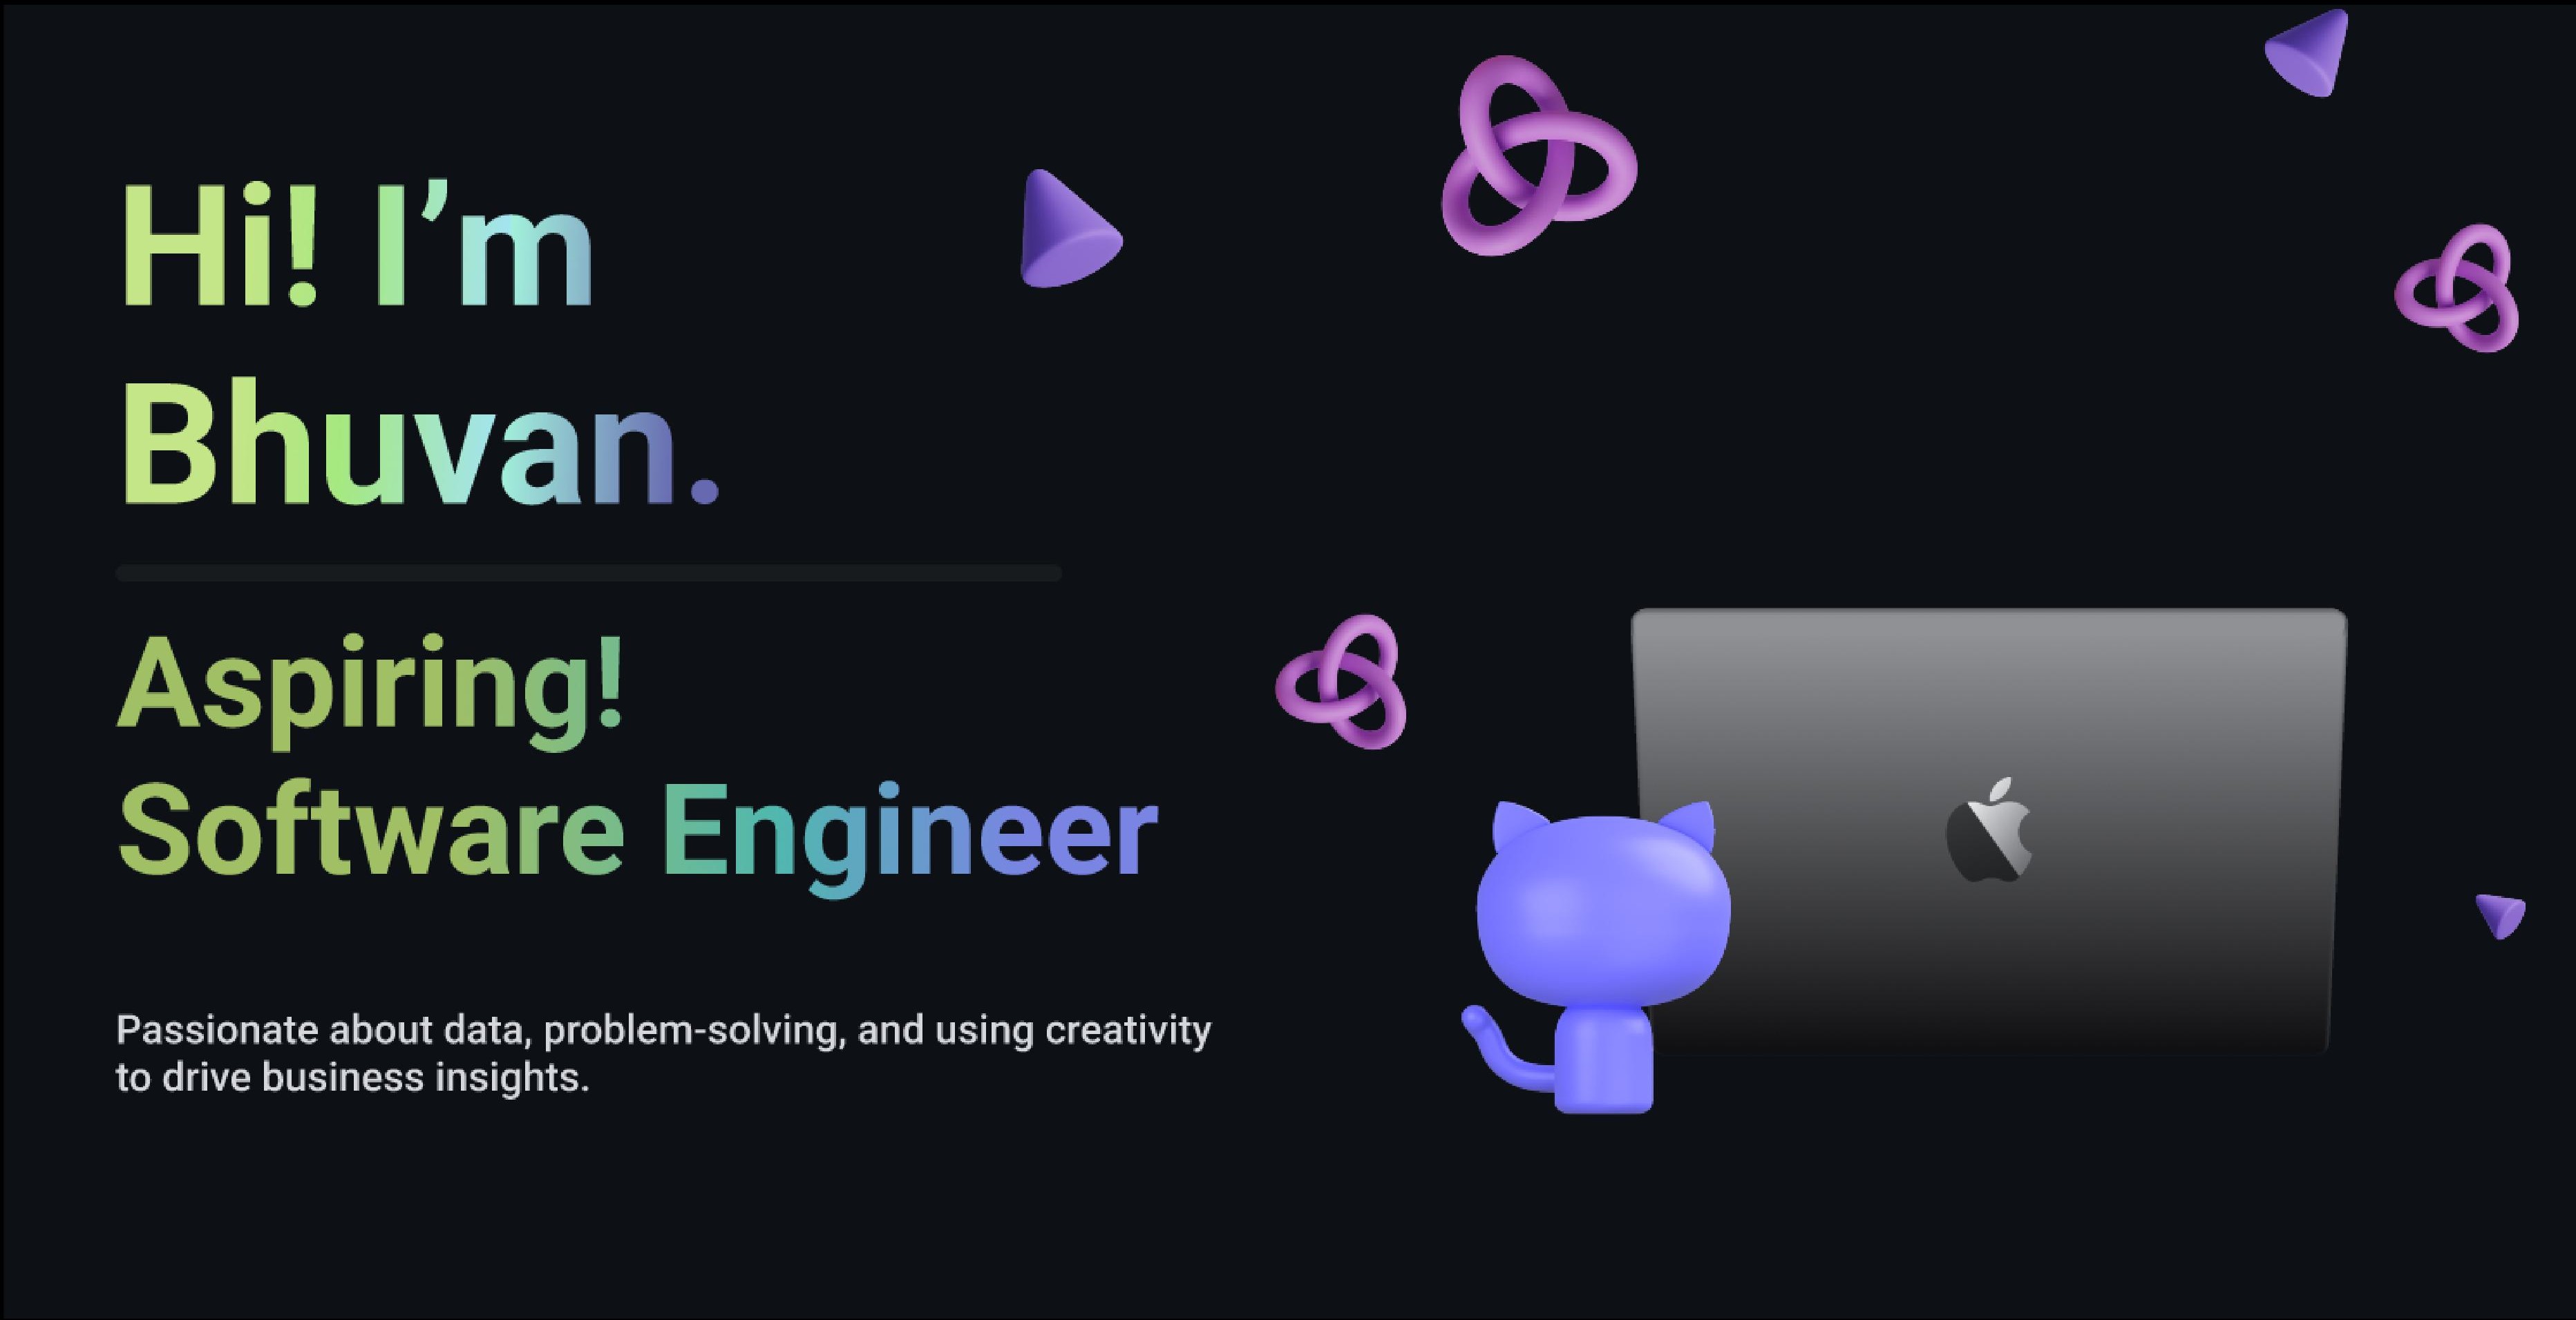 Hi! I’m
Bhuvan.
Aspiring!
Software Engineer
Passionate about data, problem-solving, and using creativity
to drive business insights.